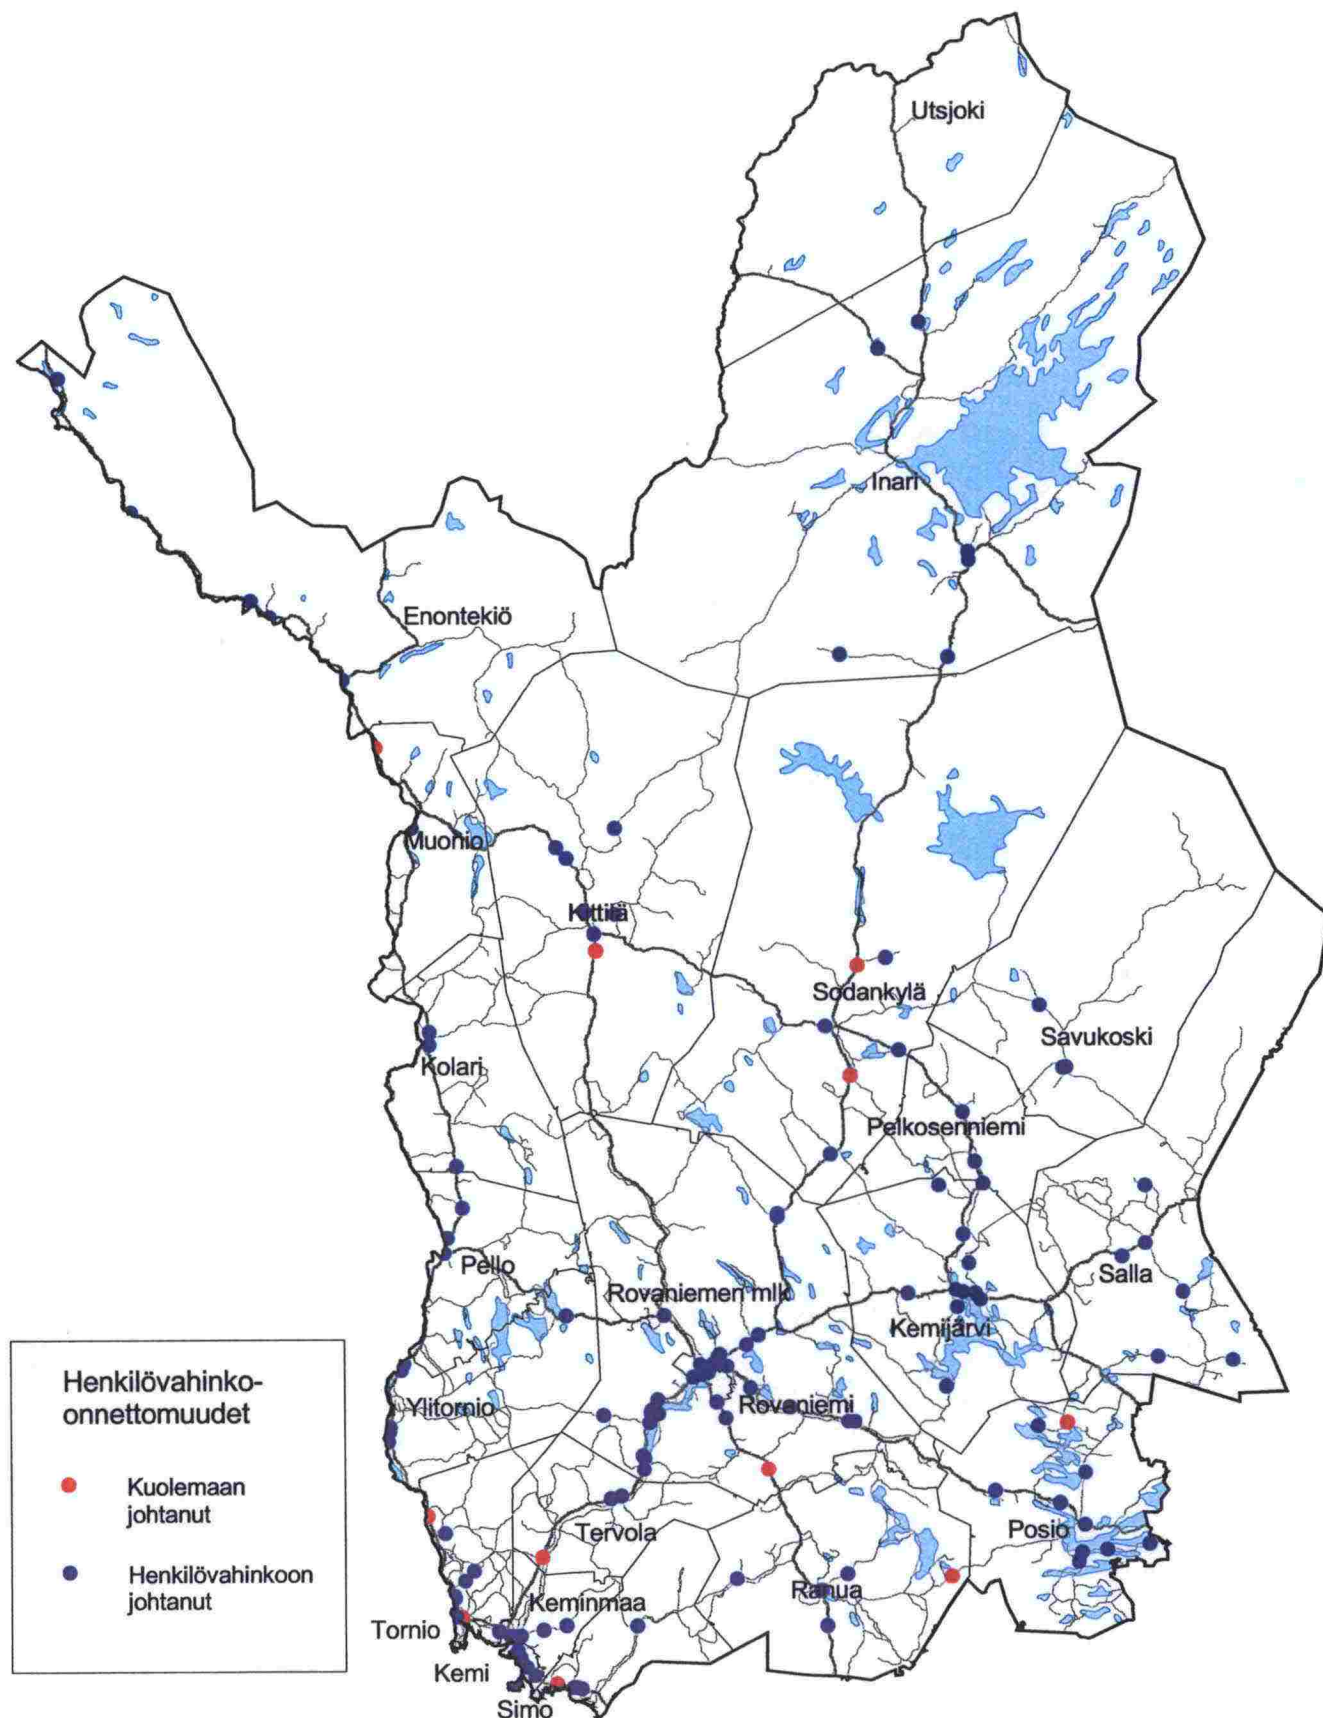 Utsjoki
Inari
Enontekiö
Muonio
Kittilä
Sodankylä
Savukoski
Kolari
Pelkosenniemi
Pello
Salla
Rovaniemen mlk
Kemijärvi
Henkilövahinko-
onnettomuudet
Kuolemaan
johtanut
Henkilövahinkoon
johtanut
Ylitornio
Rovaniemi
Tervola
Posio
Ranua
Keminmaa
Tornio
Kemi
Simo